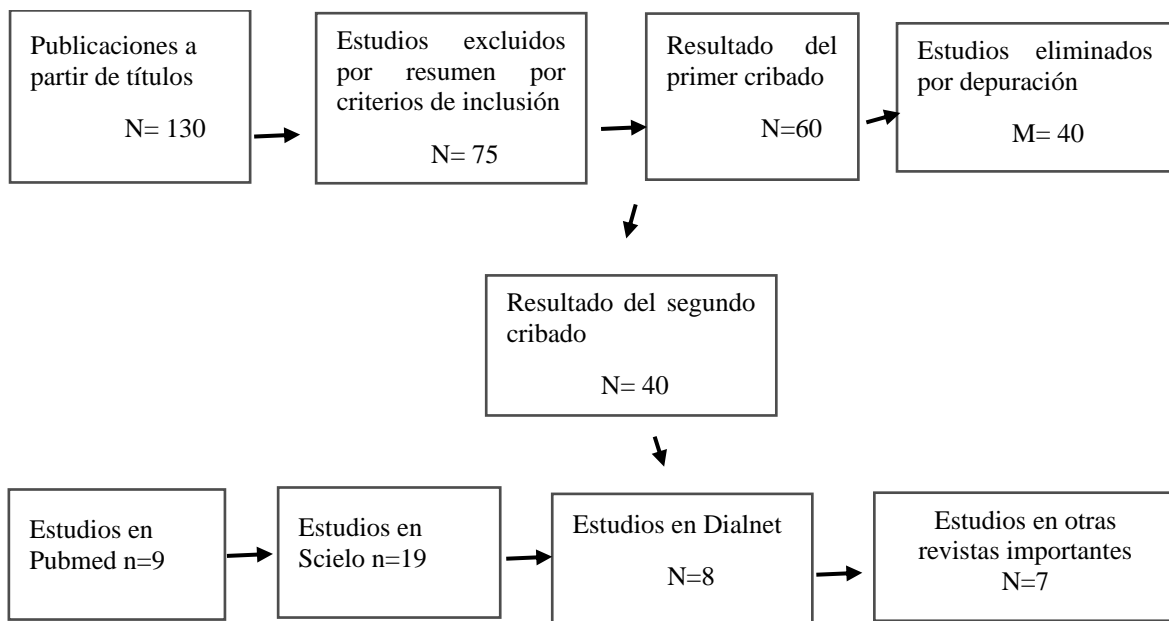 Publicaciones a
partir de títulos
N= 130
Estudios excluidos
por resumen por
criterios de inclusión
N= 75
Resultado del
primer cribado
N=60
Estudios eliminados
por depuración
M= 40
Resultado del segundo
cribado
N= 40
Estudios en
Pubmed n=9
Estudios en
Scielo n=19
Estudios en Dialnet
N=8
Estudios en otras
revistas importantes
N=7